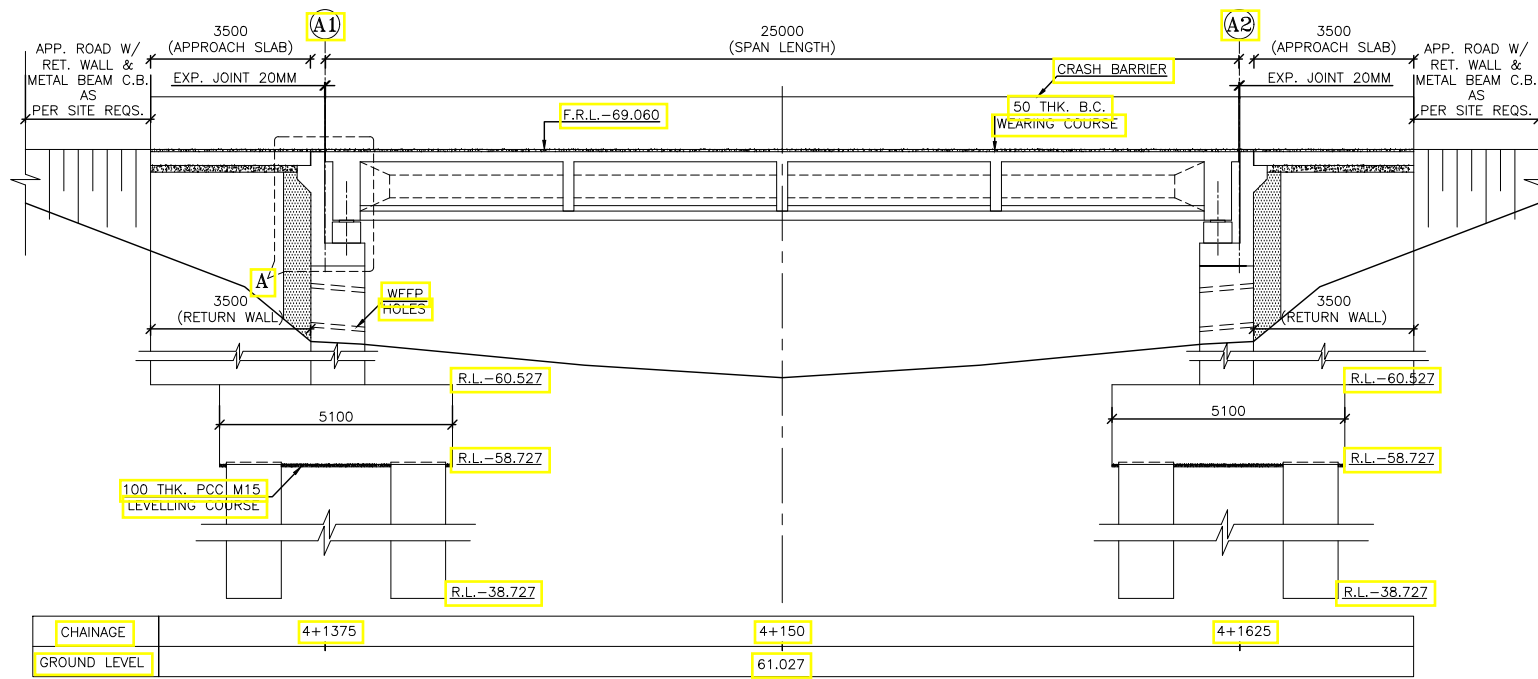 A1
A2
3500
(APPROACH SLAB)
25000
(SPAN LENGTH)
3500
(APPROACH SLAB)
APP. ROAD W/
RET. WALL &
METAL BEAM C.B.
AS
PER SITE REQS.
EXP. JOINT 20MM
CRASH BARRIER
EXP. JOINT 20MM
APP. ROAD W/
RET. WALL &
METAL BEAM C.B.
AS
PER SITE REQS.
F.R.L.-69.060
50 THK. B.C.
WEARING COURSE
A
WEEP
HOLES
3500
(RETURN WALL)
3500
(RETURN WALL)
R.L.-60.527
R.L.-60.527
5100
5100
R.L.-58.727
R.L.-58.727
100 THK. PCC M15
LEVELLING COURSE
R.L.-38.727
R.L.-38.727
CHAINAGE 4+1375 4+150 4+1625
GROUND LEVEL 61.027